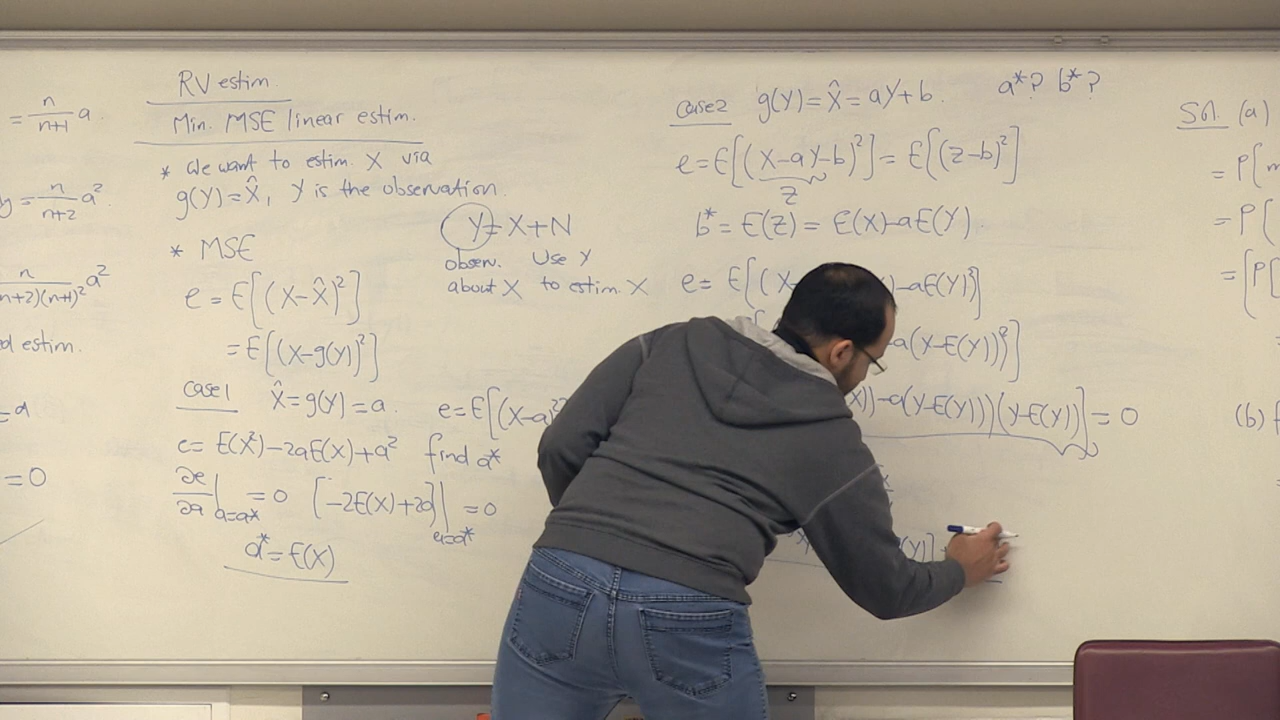 = n/n+1 a.
y = n/n+2 a².
n/(n+2)(n+1)² a²
d estim.
= a
= 0
RV estim.
Min. MSE linear estim.
* We want to estim. X via
g(Y) = X̂, Y is the observation.
* MSE
e = E[(X-X̂)²]
= E[(X-g(Y))²]
Y = X+N
observ. Use Y
about X to estim. X
case1 X̂ = g(Y) = a. e = E[(X-a)²
e = E(X²)-2aE(X)+a² find a*
∂e/∂a|a=a* = 0 [-2E(X)+2a]|a=a* = 0
a* = E(X)
case2 g(Y) = X̂ = aY+b. a*? b*?
e = E[(X-aY-b)²] = E[(Z-b)²]
Z
b* = E(Z) = E(X)-aE(Y).
e = E[(X- )-aE(Y))²]
-a(X-E(Y)))²]
X))-a(Y-E(Y)))(Y-E(Y))] = 0
(Y)]
Sol. (a)
= P[
= P[
= [P[
(b) f